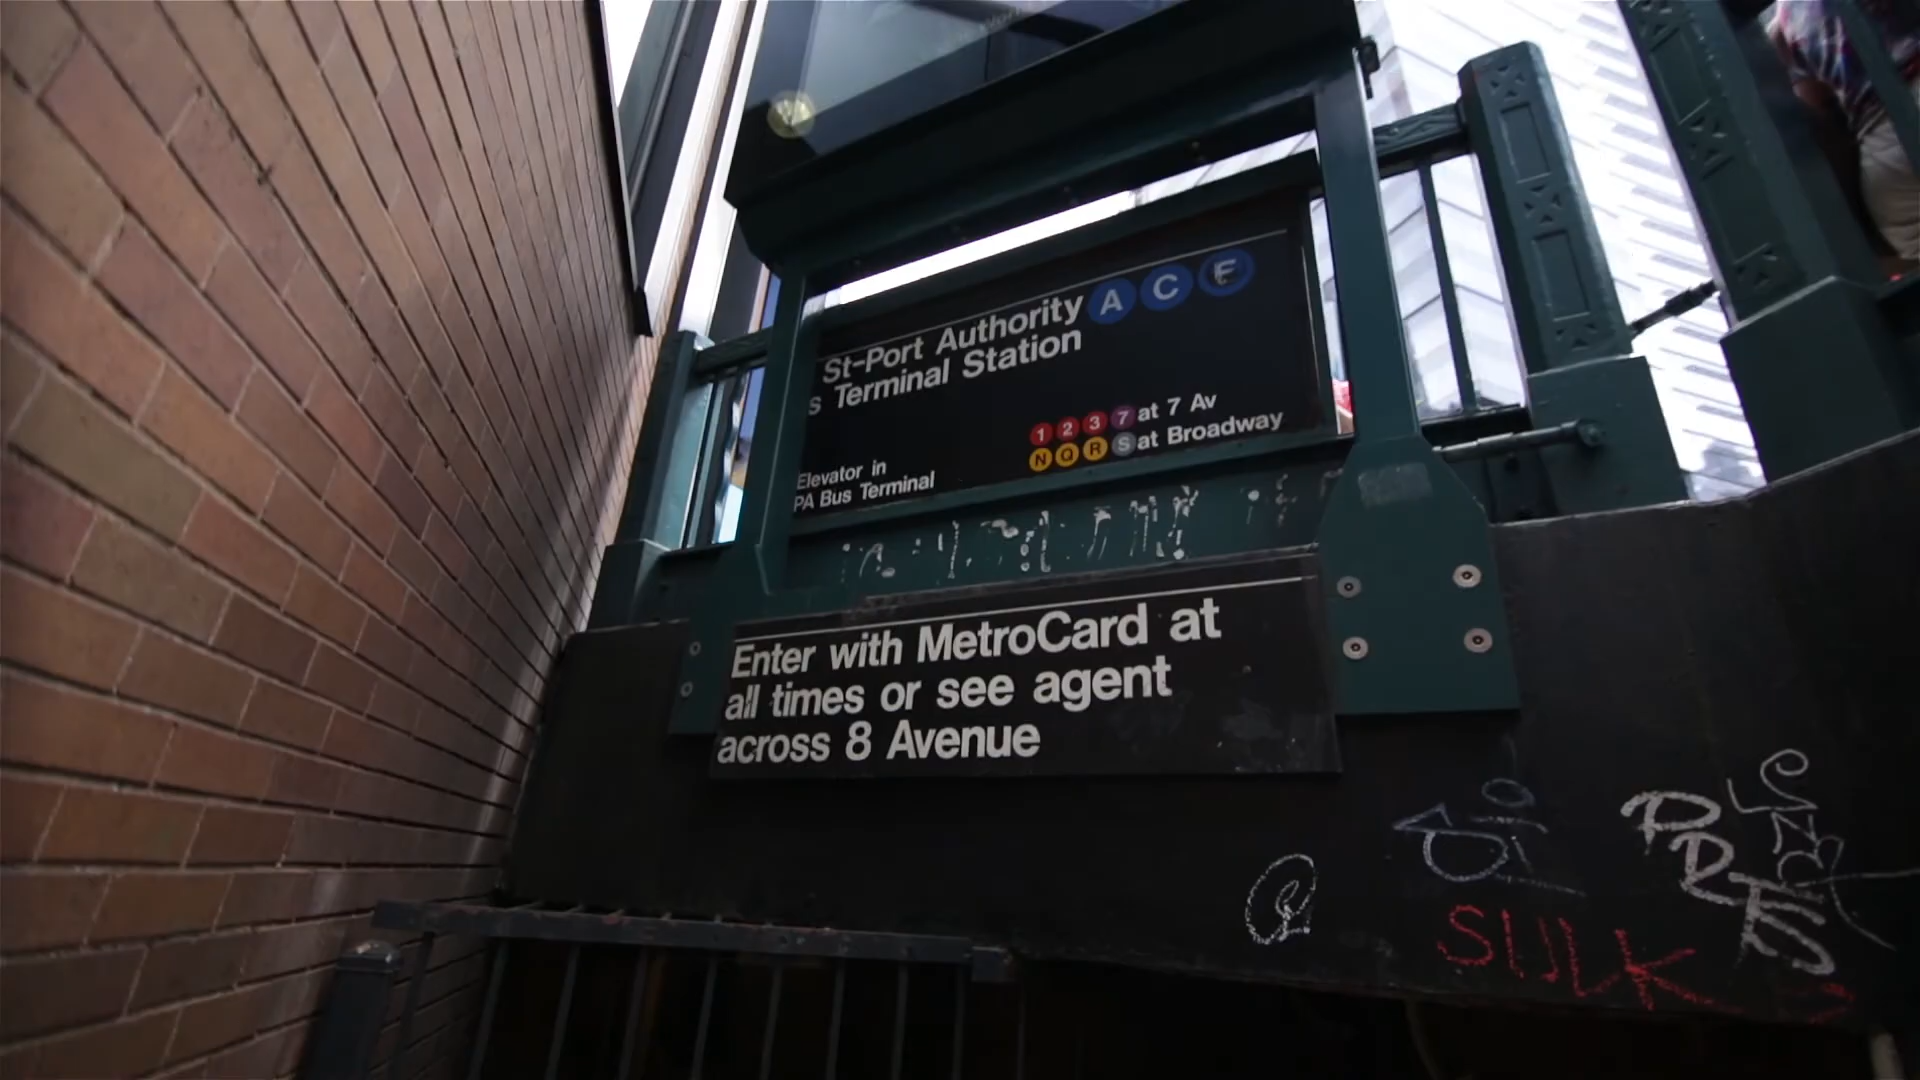 St-Port Authority A C E
s Terminal Station
1 2 3 7 at 7 Av
N Q R S at Broadway
Elevator in
PA Bus Terminal
Enter with MetroCard at
all times or see agent
across 8 Avenue
SULK